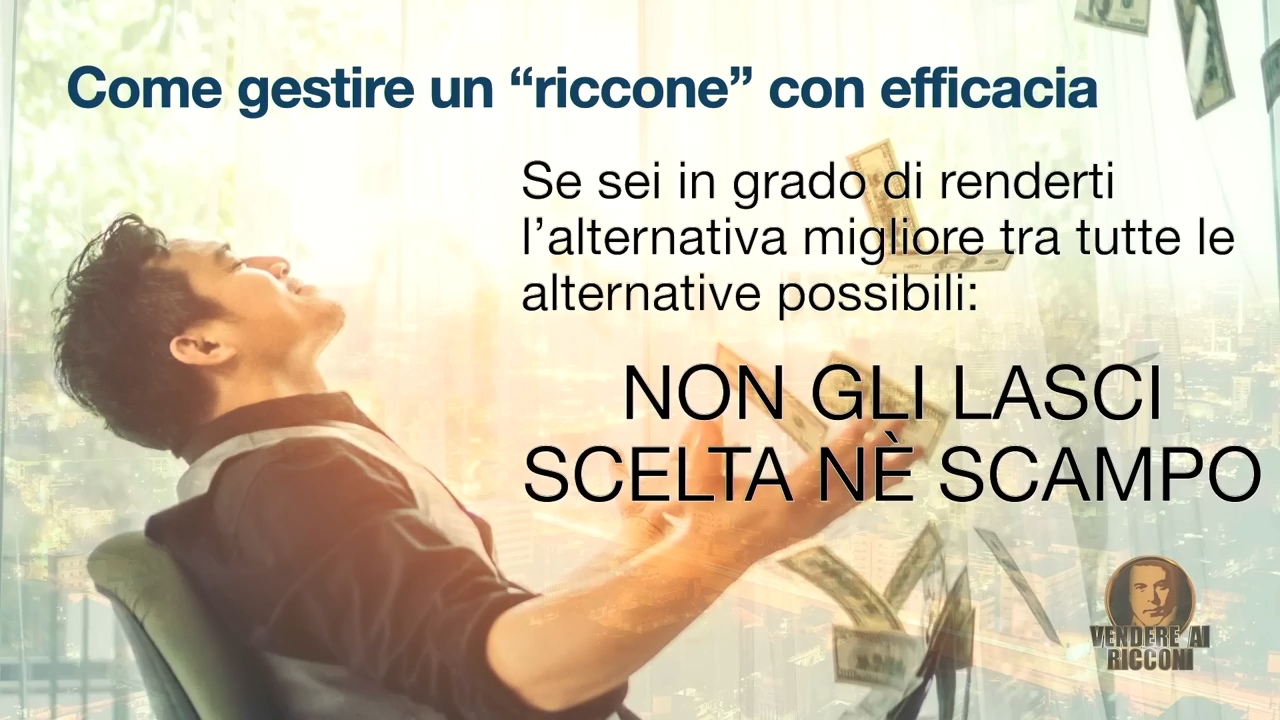 Come gestire un “riccone” con efficacia
Se sei in grado di renderti
l’alternativa migliore tra tutte le
alternative possibili:
NON GLI LASCI
SCELTA NÈ SCAMPO
VENDERE AI
RICCONI